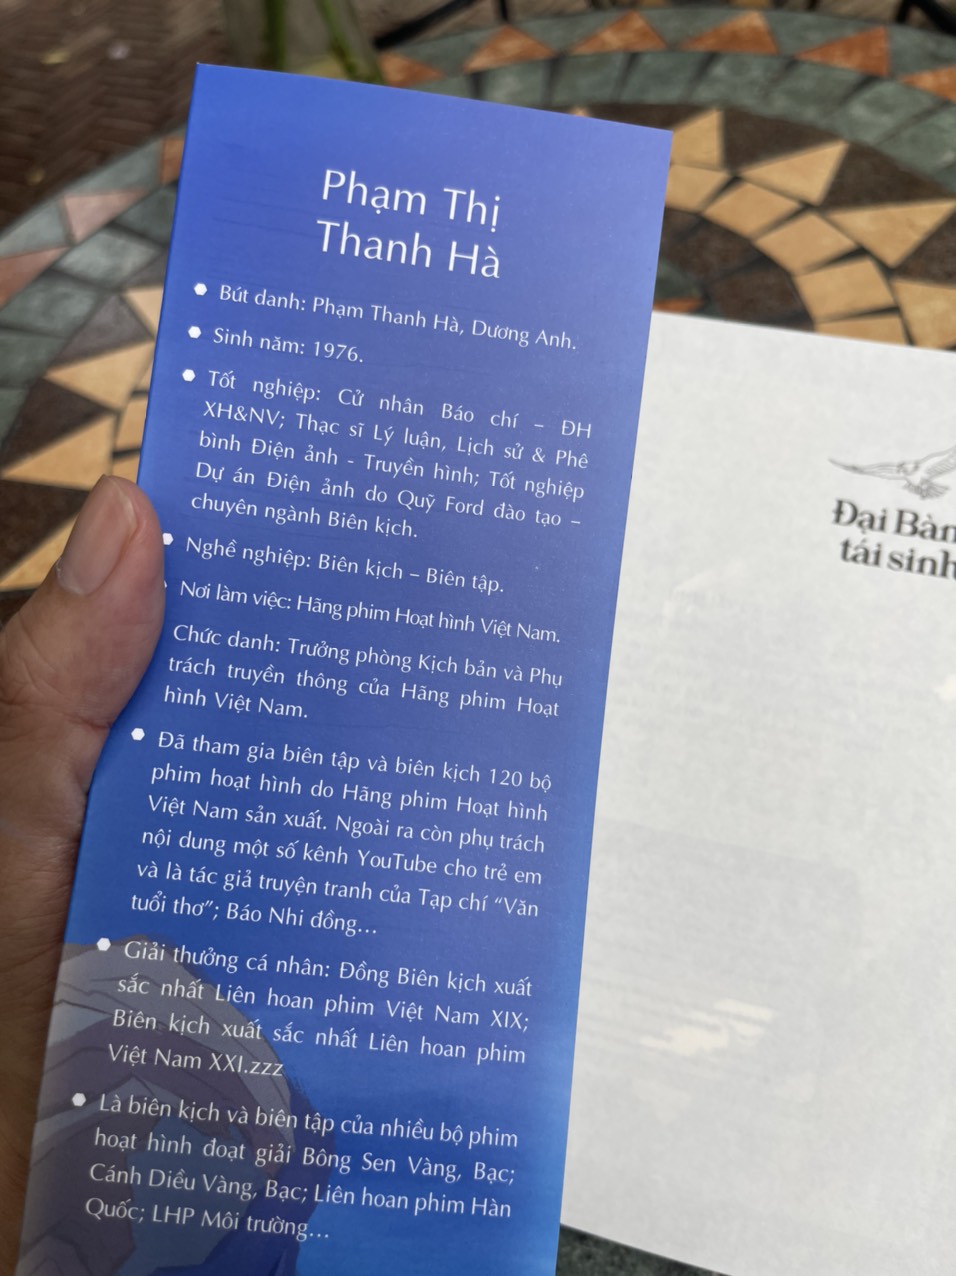 Phạm Thị
Thanh Hà
Bút danh: Phạm Thanh Hà, Dương Anh.
Sinh năm: 1976.
Tốt nghiệp: Cử nhân Báo chí – ĐH
XH&NV; Thạc sĩ Lý luận, Lịch sử & Phê
bình Điện ảnh - Truyền hình; Tốt nghiệp
Dự án Điện ảnh do Quỹ Ford đào tạo –
chuyên ngành Biên kịch.
Nghề nghiệp: Biên kịch – Biên tập.
Nơi làm việc: Hãng phim Hoạt hình Việt Nam.
Chức danh: Trưởng phòng Kịch bản và Phụ
trách truyền thông của Hãng phim Hoạt
hình Việt Nam.
Đã tham gia biên tập và biên kịch 120 bộ
phim hoạt hình do Hãng phim Hoạt hình
Việt Nam sản xuất. Ngoài ra còn phụ trách
nội dung một số kênh YouTube cho trẻ em
và là tác giả truyện tranh của Tạp chí “Văn
tuổi thơ”; Báo Nhi đồng...
Giải thưởng cá nhân: Đồng Biên kịch xuất
sắc nhất Liên hoan phim Việt Nam XIX;
Biên kịch xuất sắc nhất Liên hoan phim
Việt Nam XXI.zzz
Là biên kịch và biên tập của nhiều bộ phim
hoạt hình đoạt giải Bông Sen Vàng, Bạc;
Cánh Diều Vàng, Bạc; Liên hoan phim Hàn
Quốc; LHP Môi trường...
Đại Bàn
tái sinh